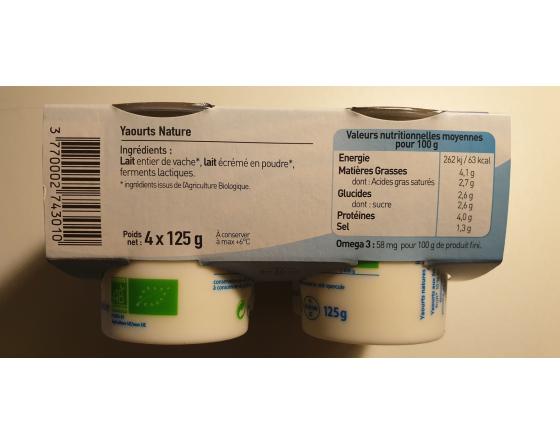 3 770002 743010
Yaourts Nature
Ingrédients :
Lait entier de vache*, lait écrémé en poudre*,
ferments lactiques.
* ingrédients issus de l'Agriculture Biologique.
Poids
net : 4 x 125 g
À conserver
à max +6°C
Valeurs nutritionnelles moyennes
pour 100 g
Energie 262 kj / 63 kcal
Matières Grasses 4,1 g
dont : Acides gras saturés 2,7 g
Glucides 2,6 g
dont : sucre 2,6 g
Protéines 4,0 g
Sel 1,3 g
Omega 3 : 58 mg pour 100 g de produit fini.
125 g
Yaourts natures